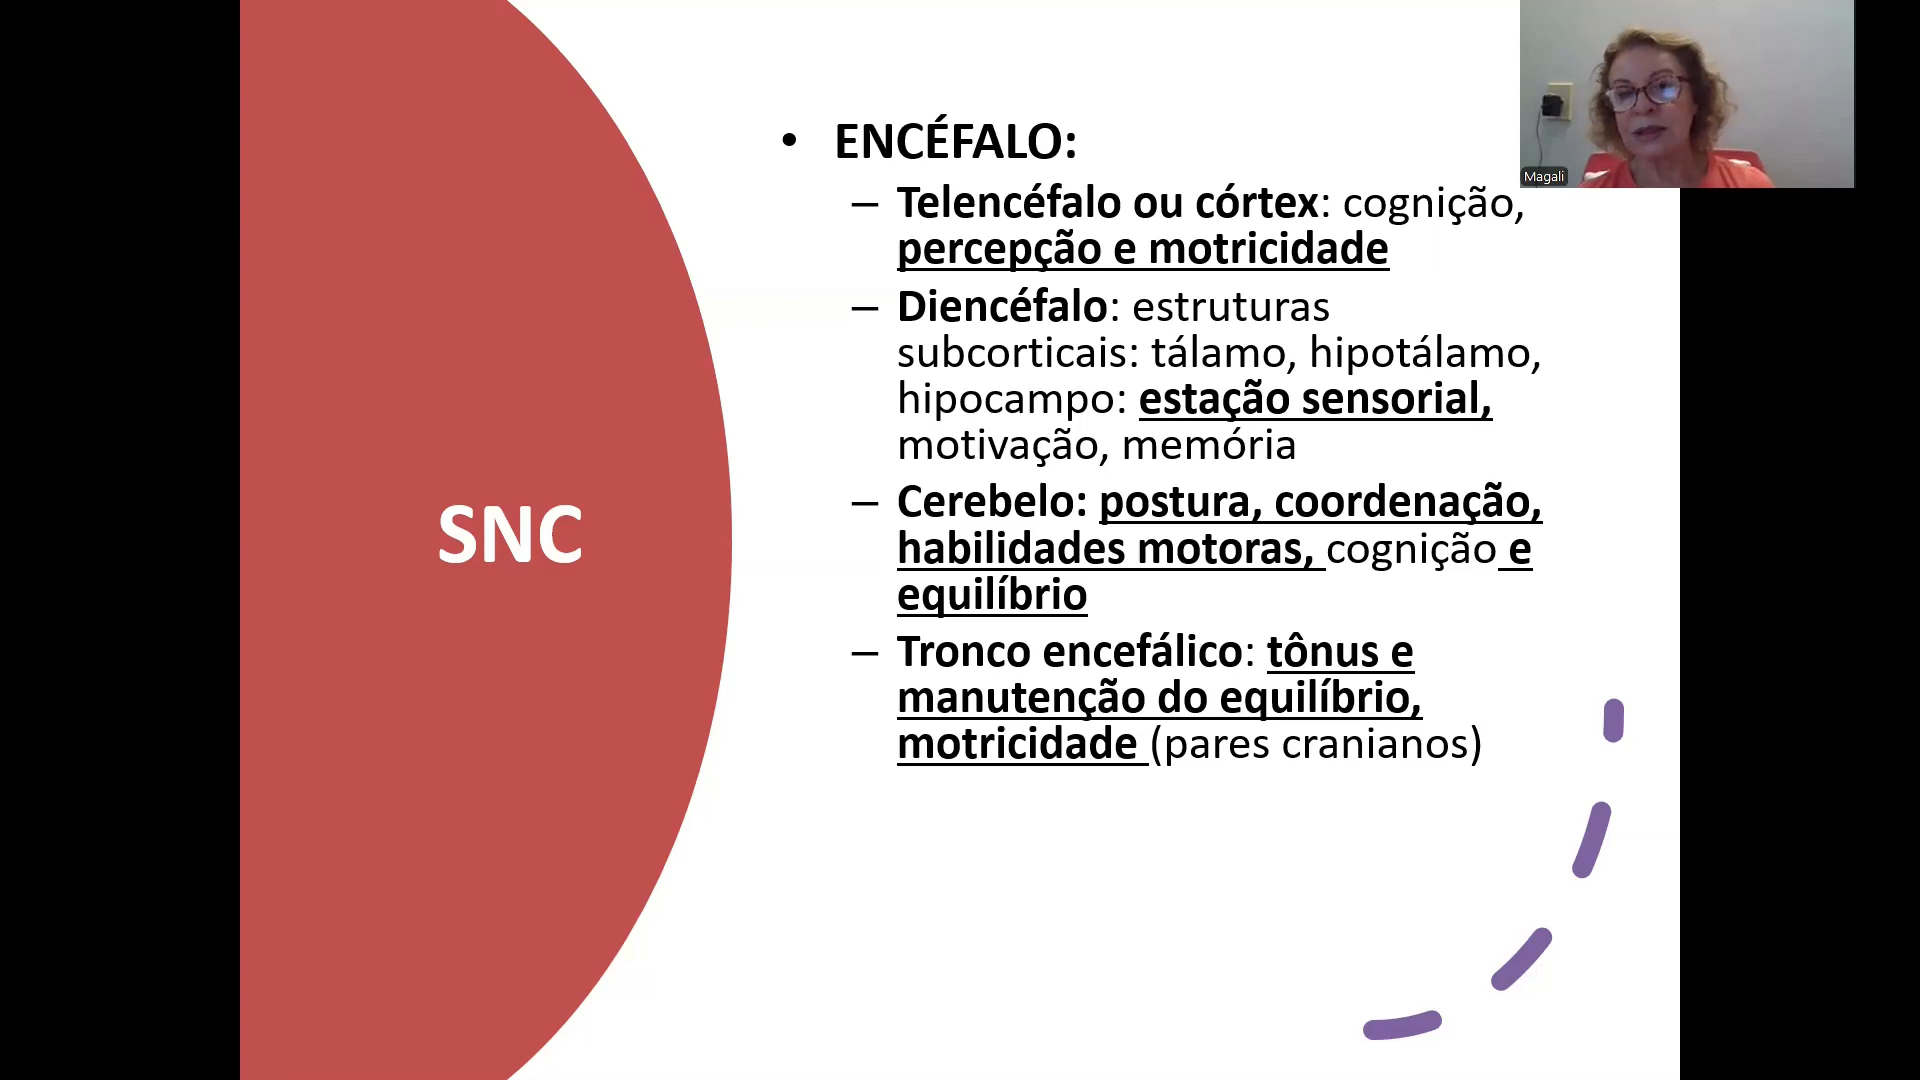 SNC
• ENCÉFALO:
– Telencéfalo ou córtex: cognição,
percepção e motricidade
– Diencéfalo: estruturas
subcorticais: tálamo, hipotálamo,
hipocampo: estação sensorial,
motivação, memória
– Cerebelo: postura, coordenação,
habilidades motoras, cognição e
equilíbrio
– Tronco encefálico: tônus e
manutenção do equilíbrio,
motricidade (pares cranianos)
Magali